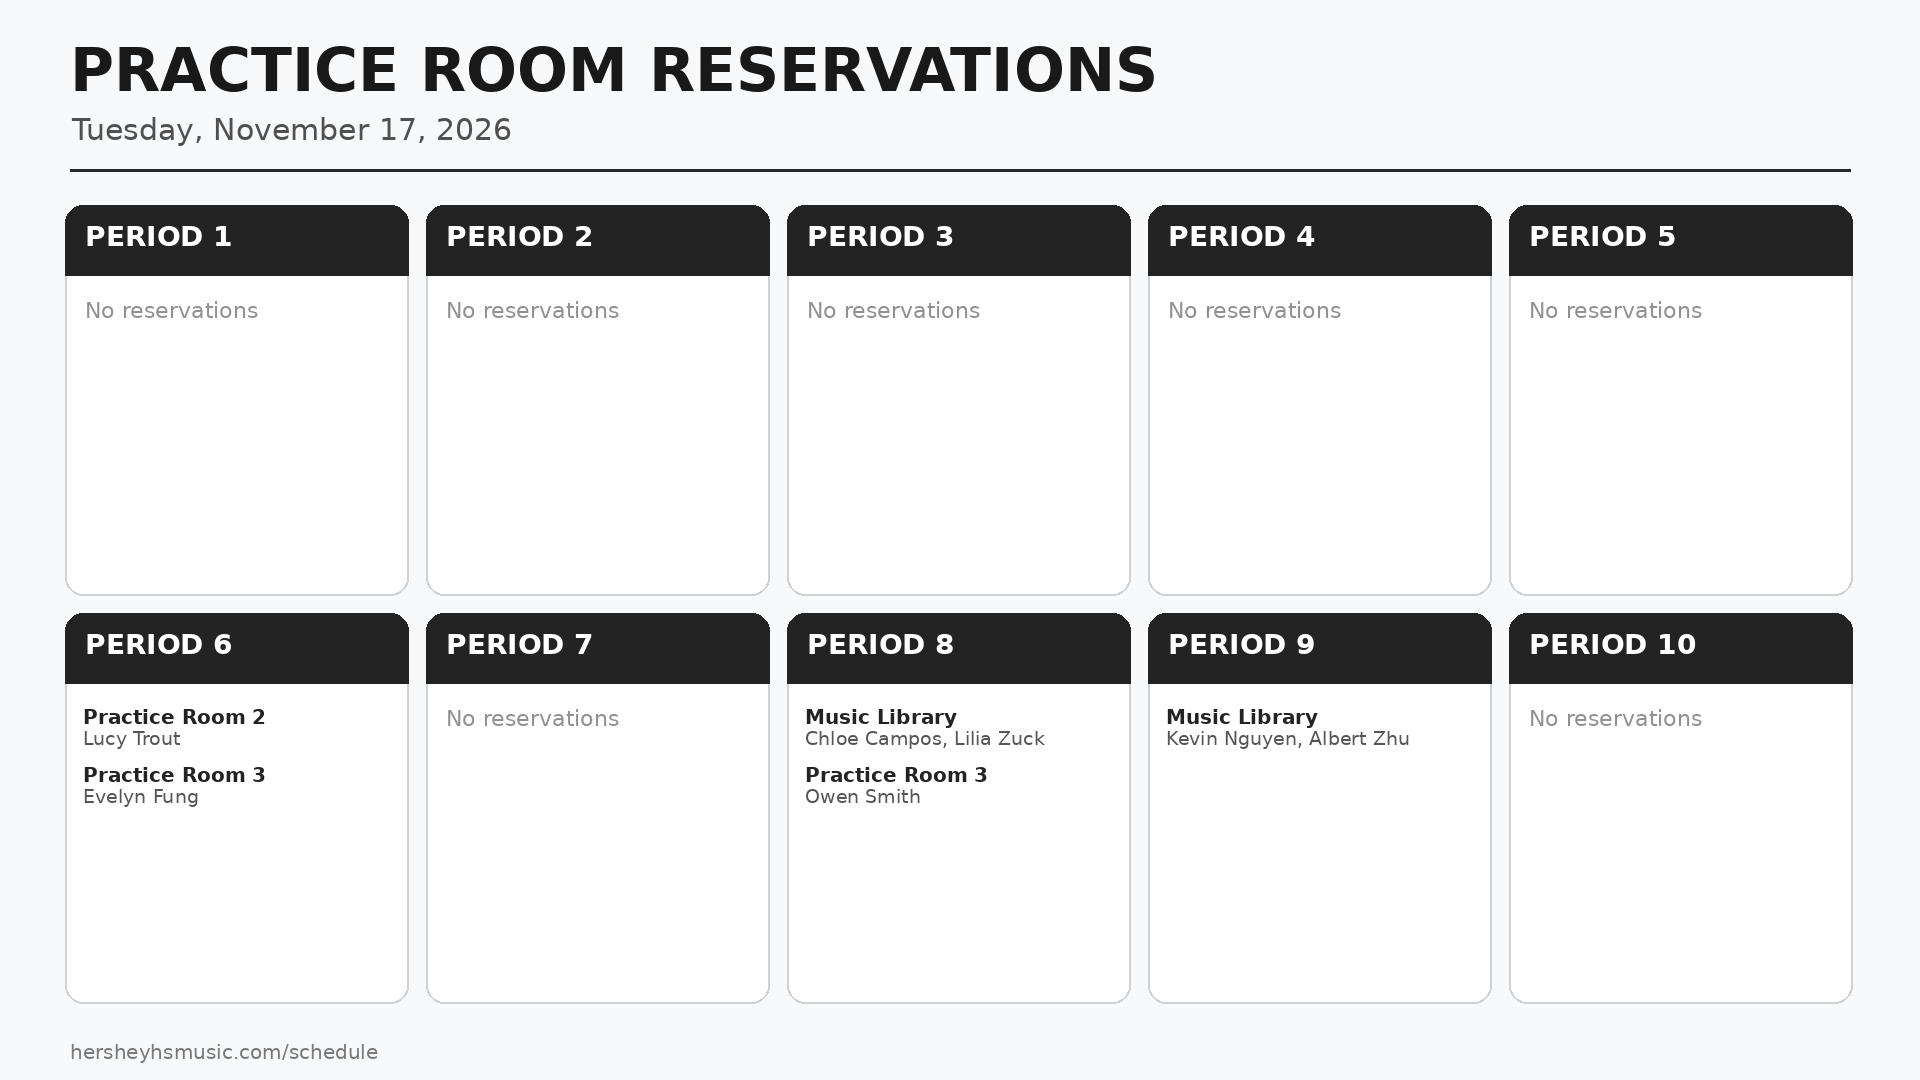 PRACTICE ROOM RESERVATIONS
Tuesday, November 17, 2026
PERIOD 1
No reservations
PERIOD 2
No reservations
PERIOD 3
No reservations
PERIOD 4
No reservations
PERIOD 5
No reservations
PERIOD 6
Practice Room 2
Lucy Trout
Practice Room 3
Evelyn Fung
PERIOD 7
No reservations
PERIOD 8
Music Library
Chloe Campos, Lilia Zuck
Practice Room 3
Owen Smith
PERIOD 9
Music Library
Kevin Nguyen, Albert Zhu
PERIOD 10
No reservations
hersheyhsmusic.com/schedule